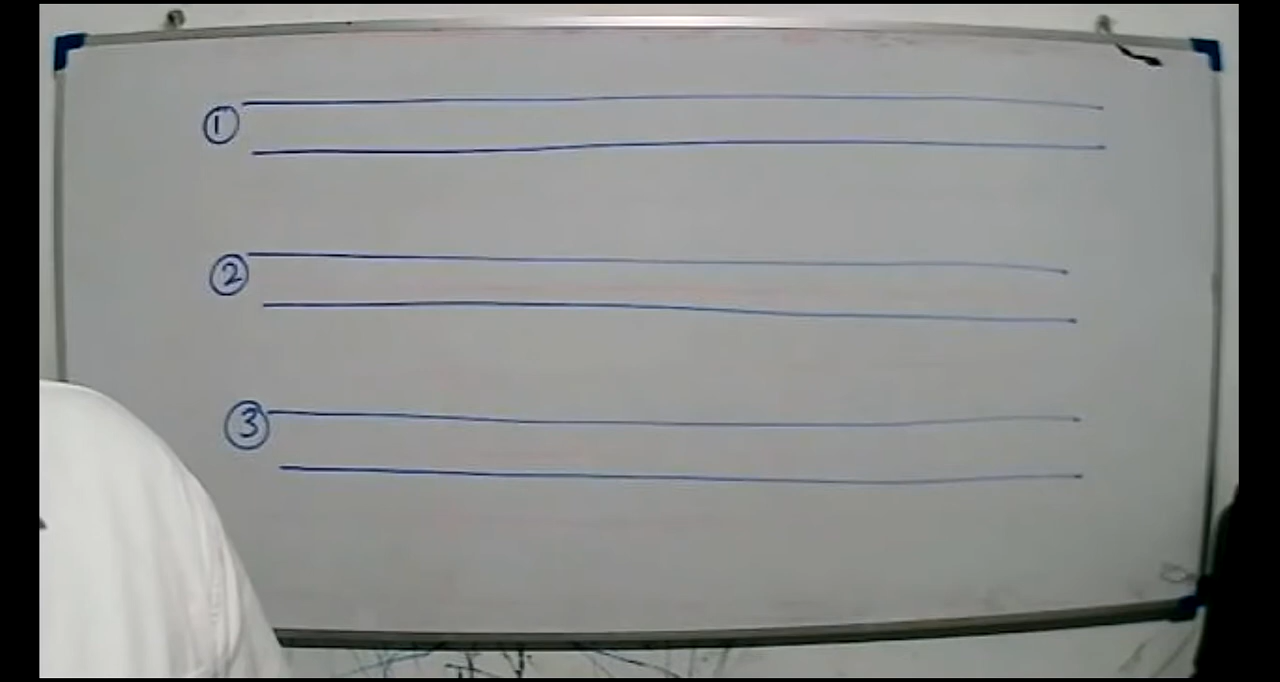 ①
②
③